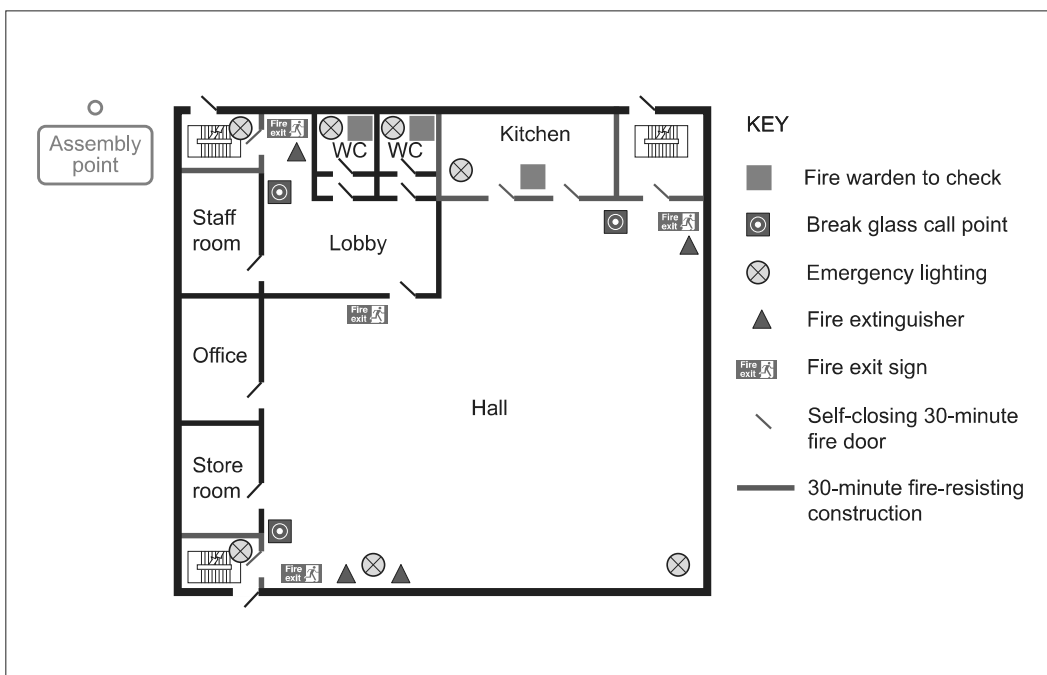 Assembly
point
Fire
exit
WC
WC
Kitchen
Staff
room
Lobby
Fire
exit
Fire
exit
Office
Hall
Store
room
Fire
exit
KEY
Fire warden to check
Break glass call point
Emergency lighting
Fire extinguisher
Fire
exit
Fire exit sign
Self-closing 30-minute
fire door
30-minute fire-resisting
construction